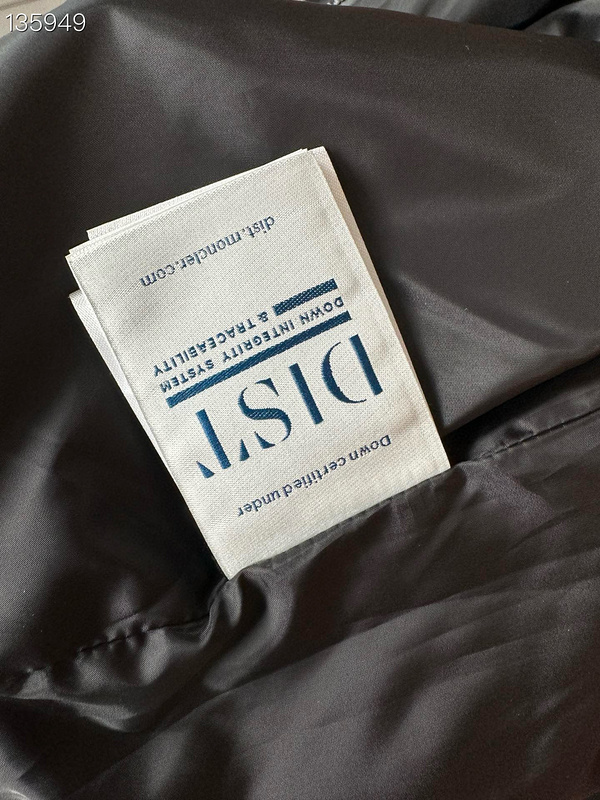 135949
Down certified under
DIST
DOWN INTEGRITY SYSTEM
& TRACEABILITY
dist.moncler.com